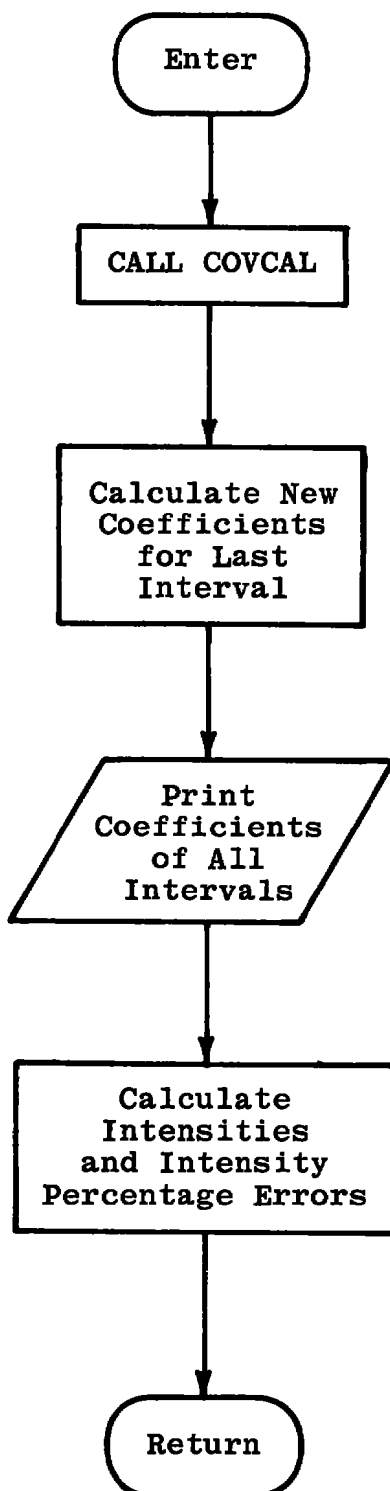 Enter
CALL COVCAL
Calculate New
Coefficients
for Last
Interval
Print
Coefficients
of All
Intervals
Calculate
Intensities
and Intensity
Percentage Errors
Return